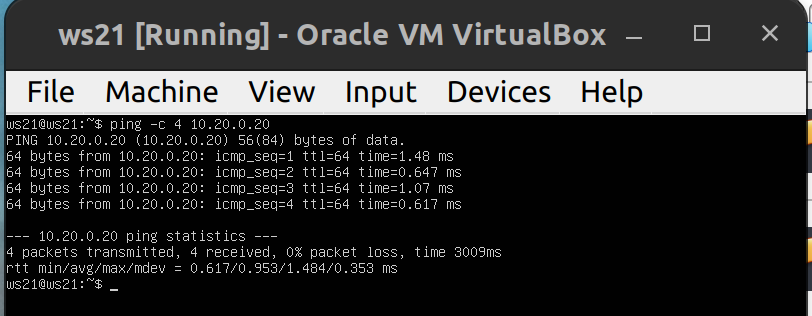 ws21 [Running] - Oracle VM VirtualBox
File Machine View Input Devices Help
ws21@ws21:~$ ping -c 4 10.20.0.20
PING 10.20.0.20 (10.20.0.20) 56(84) bytes of data.
64 bytes from 10.20.0.20: icmp_seq=1 ttl=64 time=1.48 ms
64 bytes from 10.20.0.20: icmp_seq=2 ttl=64 time=0.647 ms
64 bytes from 10.20.0.20: icmp_seq=3 ttl=64 time=1.07 ms
64 bytes from 10.20.0.20: icmp_seq=4 ttl=64 time=0.617 ms
--- 10.20.0.20 ping statistics ---
4 packets transmitted, 4 received, 0% packet loss, time 3009ms
rtt min/avg/max/mdev = 0.617/0.953/1.484/0.353 ms
ws21@ws21:~$ _